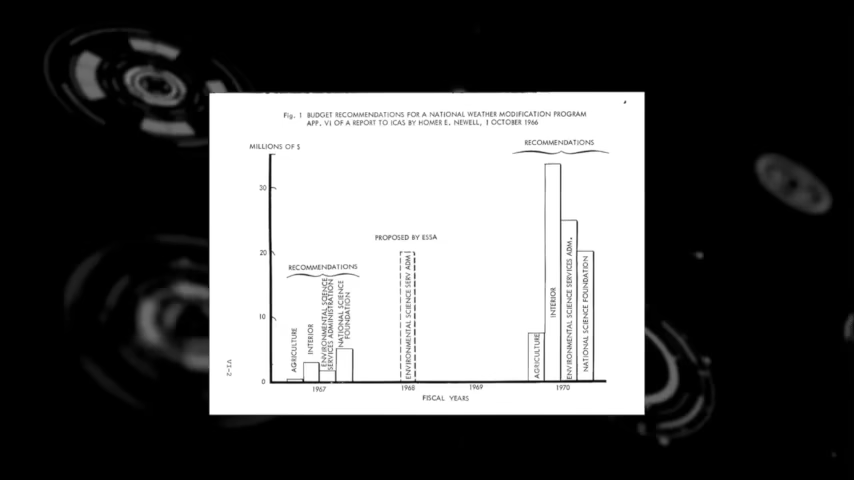 Fig. 1 BUDGET RECOMMENDATIONS FOR A NATIONAL WEATHER MODIFICATION PROGRAM
APP. VI OF A REPORT TO ICAS BY HOMER E. NEWELL, 1 OCTOBER 1966
RECOMMENDATIONS
MILLIONS OF $
30
20
10
0
PROPOSED BY ESSA
RECOMMENDATIONS
AGRICULTURE
INTERIOR
ENVIRONMENTAL SCIENCE
SERVICES ADMINISTRATION
NATIONAL SCIENCE
FOUNDATION
ENVIRONMENTAL SCIENCE SERV ADM
AGRICULTURE
INTERIOR
ENVIRONMENTAL SCIENCE SERVICES ADM.
NATIONAL SCIENCE FOUNDATION
VI-2
1967
1968
1969
1970
FISCAL YEARS